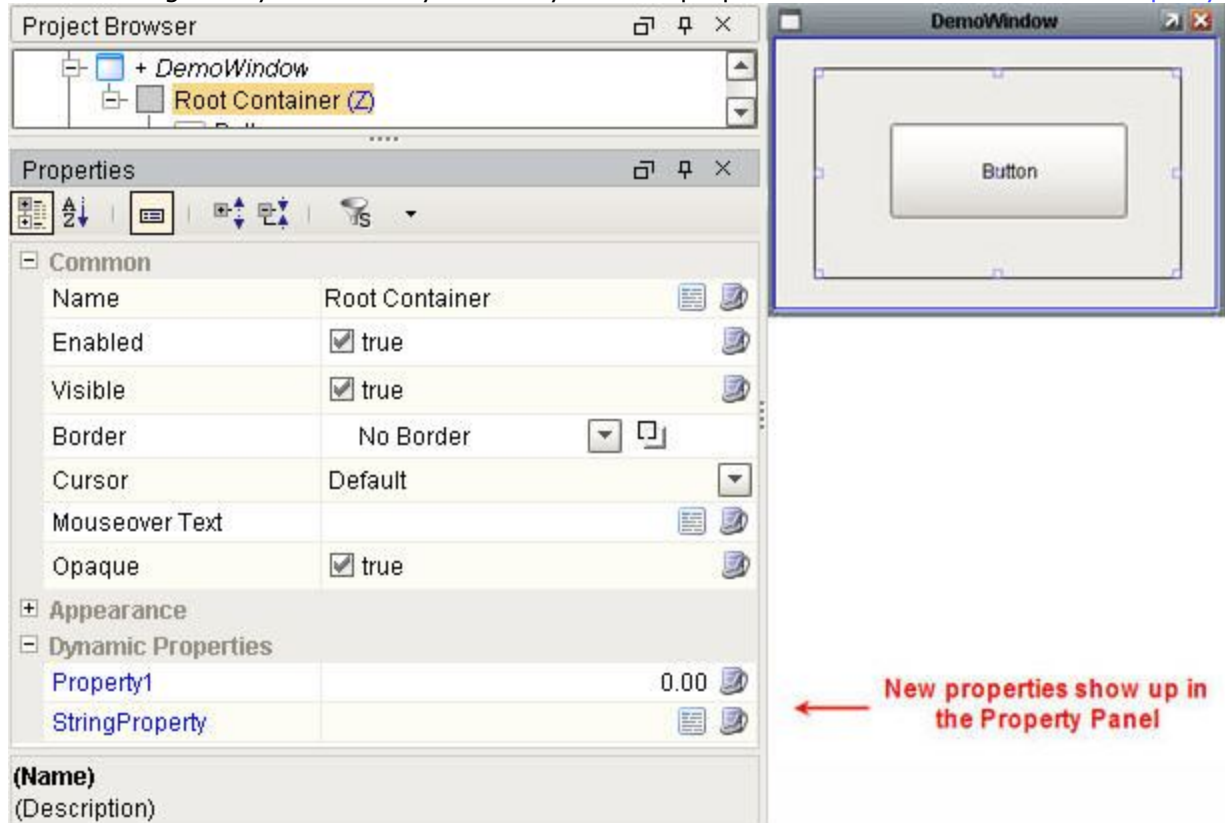 Project Browser
DemoWindow
+ DemoWindow
Root Container (Z)
Button
Properties
Common
Name Root Container
Enabled true
Visible true
Border No Border
Cursor Default
Mouseover Text
Opaque true
Appearance
Dynamic Properties
Property1 0.00
StringProperty
New properties show up in
the Property Panel
(Name)
(Description)